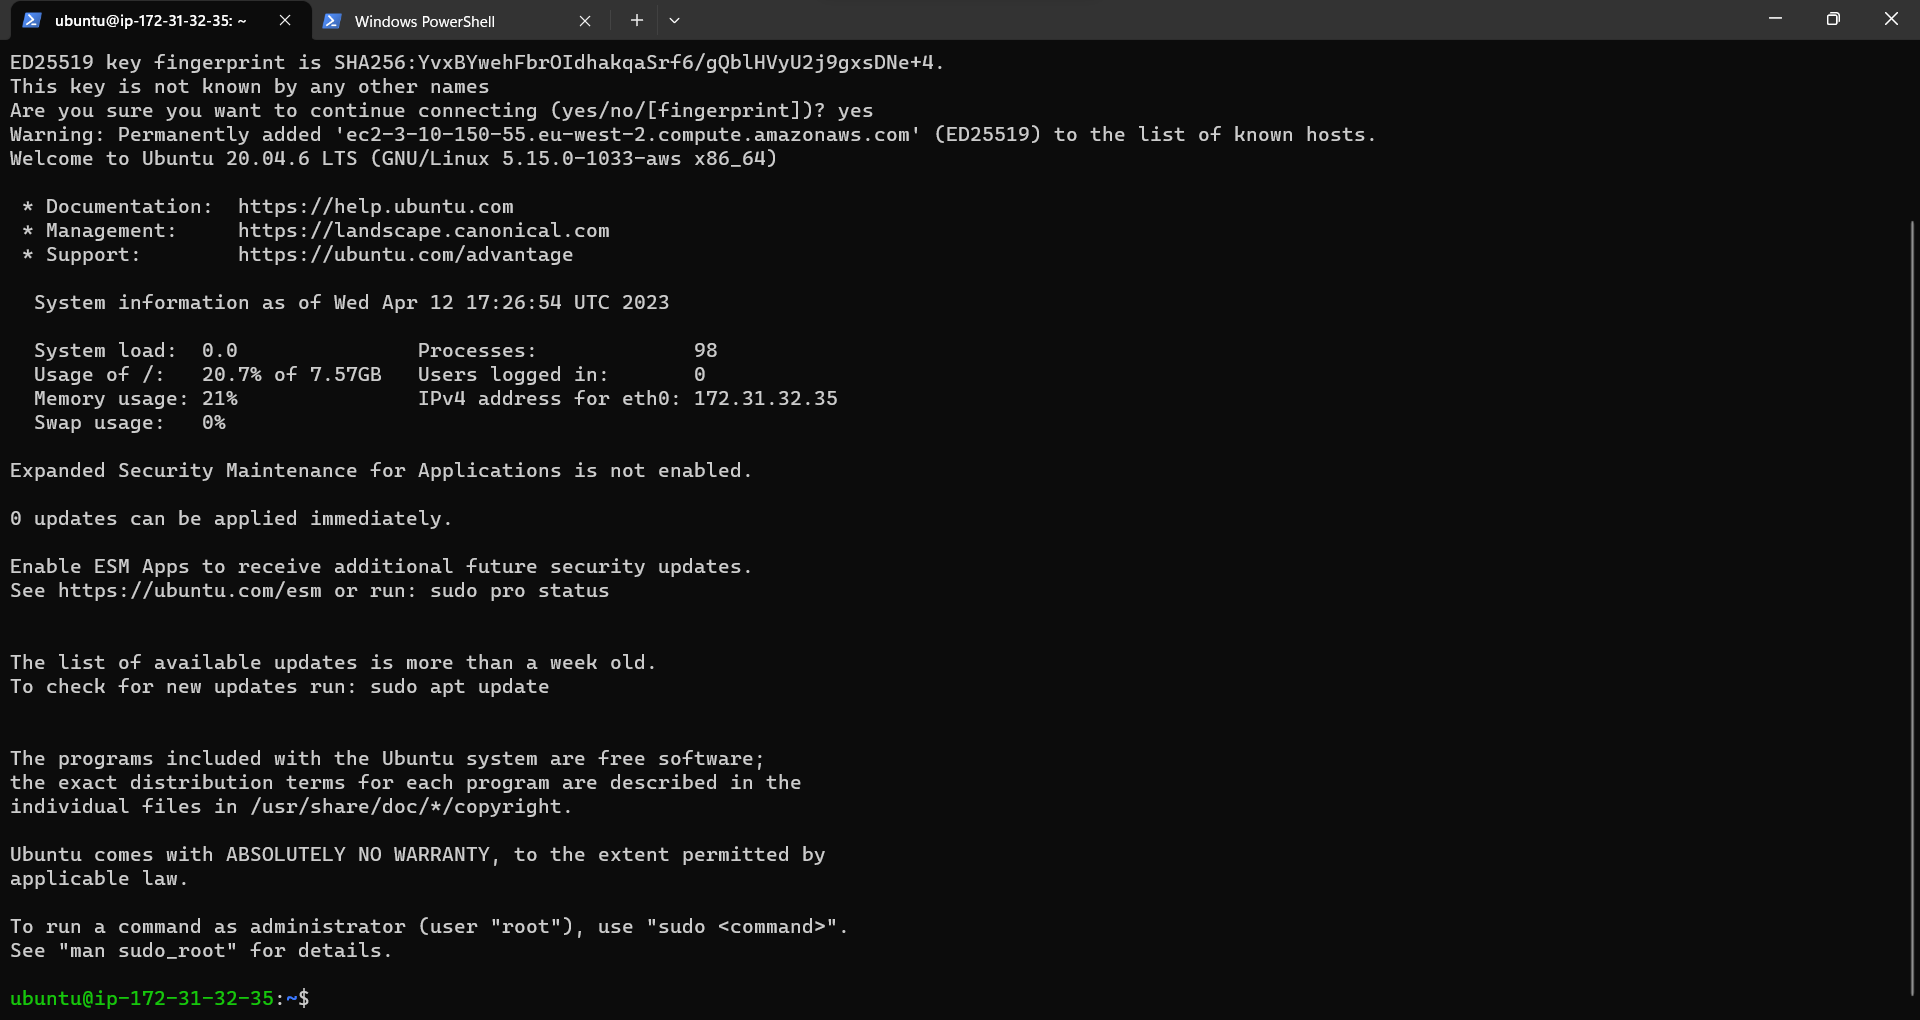 ubuntu@ip-172-31-32-35: ~
Windows PowerShell
ED25519 key fingerprint is SHA256:YvxBYwehFbrOIdhakqaSrf6/gQblHVyU2j9gxsDNe+4.
This key is not known by any other names
Are you sure you want to continue connecting (yes/no/[fingerprint])? yes
Warning: Permanently added 'ec2-3-10-150-55.eu-west-2.compute.amazonaws.com' (ED25519) to the list of known hosts.
Welcome to Ubuntu 20.04.6 LTS (GNU/Linux 5.15.0-1033-aws x86_64)
* Documentation:  https://help.ubuntu.com
* Management:     https://landscape.canonical.com
* Support:        https://ubuntu.com/advantage
System information as of Wed Apr 12 17:26:54 UTC 2023
System load:  0.0               Processes:             98
Usage of /:   20.7% of 7.57GB   Users logged in:       0
Memory usage: 21%               IPv4 address for eth0: 172.31.32.35
Swap usage:   0%
Expanded Security Maintenance for Applications is not enabled.
0 updates can be applied immediately.
Enable ESM Apps to receive additional future security updates.
See https://ubuntu.com/esm or run: sudo pro status
The list of available updates is more than a week old.
To check for new updates run: sudo apt update
The programs included with the Ubuntu system are free software;
the exact distribution terms for each program are described in the
individual files in /usr/share/doc/*/copyright.
Ubuntu comes with ABSOLUTELY NO WARRANTY, to the extent permitted by
applicable law.
To run a command as administrator (user "root"), use "sudo <command>".
See "man sudo_root" for details.
ubuntu@ip-172-31-32-35:~$